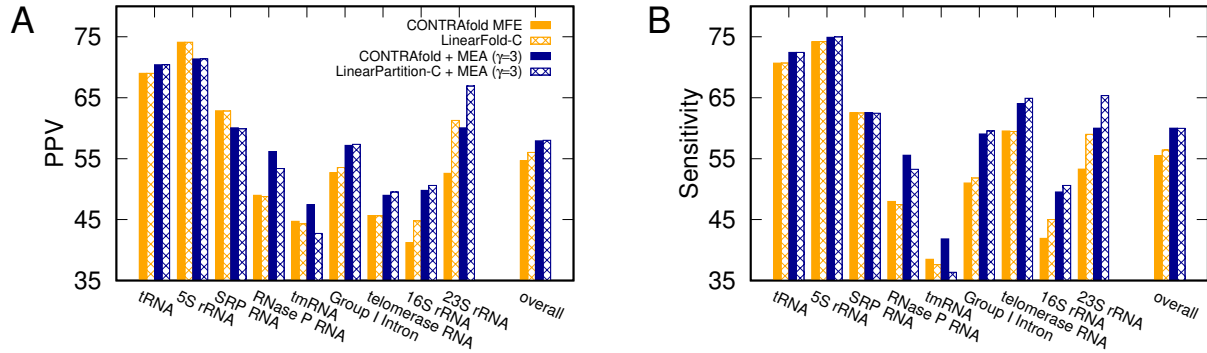 A
PPV
75
65
55
45
35
CONTRAfold MFE
LinearFold-C
CONTRAfold + MEA (γ=3)
LinearPartition-C + MEA (γ=3)
tRNA
5S rRNA
SRP RNA
RNase P RNA
tmRNA
Group I Intron
telomerase RNA
16S rRNA
23S rRNA
overall
B
Sensitivity
75
65
55
45
35
tRNA
5S rRNA
SRP RNA
RNase P RNA
tmRNA
Group I Intron
telomerase RNA
16S rRNA
23S rRNA
overall